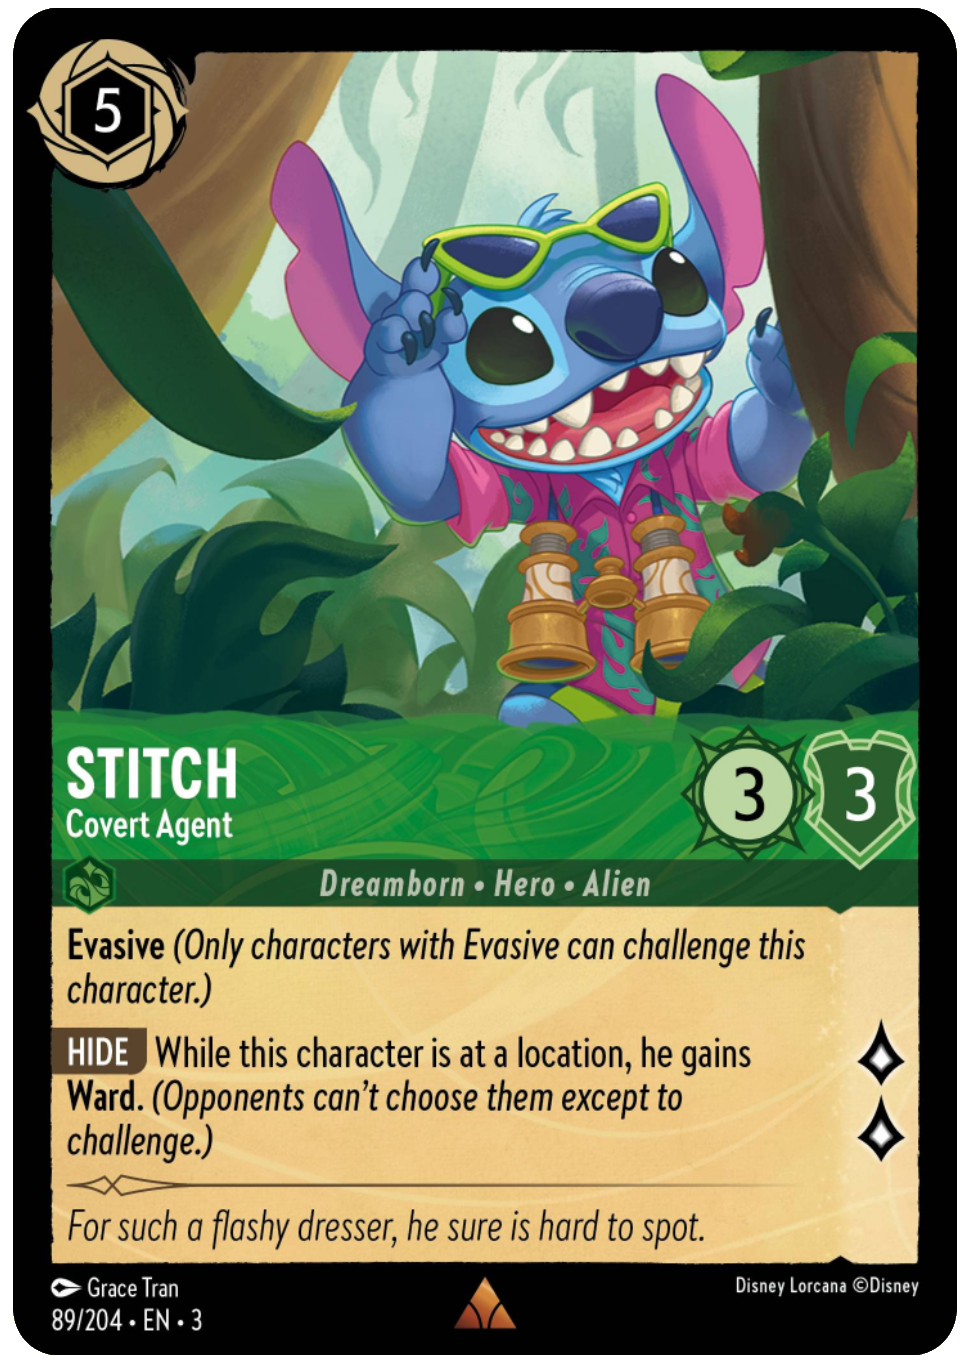 5
STITCH
Covert Agent
3
3
Dreamborn • Hero • Alien
Evasive (Only characters with Evasive can challenge this
character.)
HIDE While this character is at a location, he gains
Ward. (Opponents can't choose them except to
challenge.)
For such a flashy dresser, he sure is hard to spot.
Grace Tran
Disney Lorcana ©Disney
89/204 • EN • 3